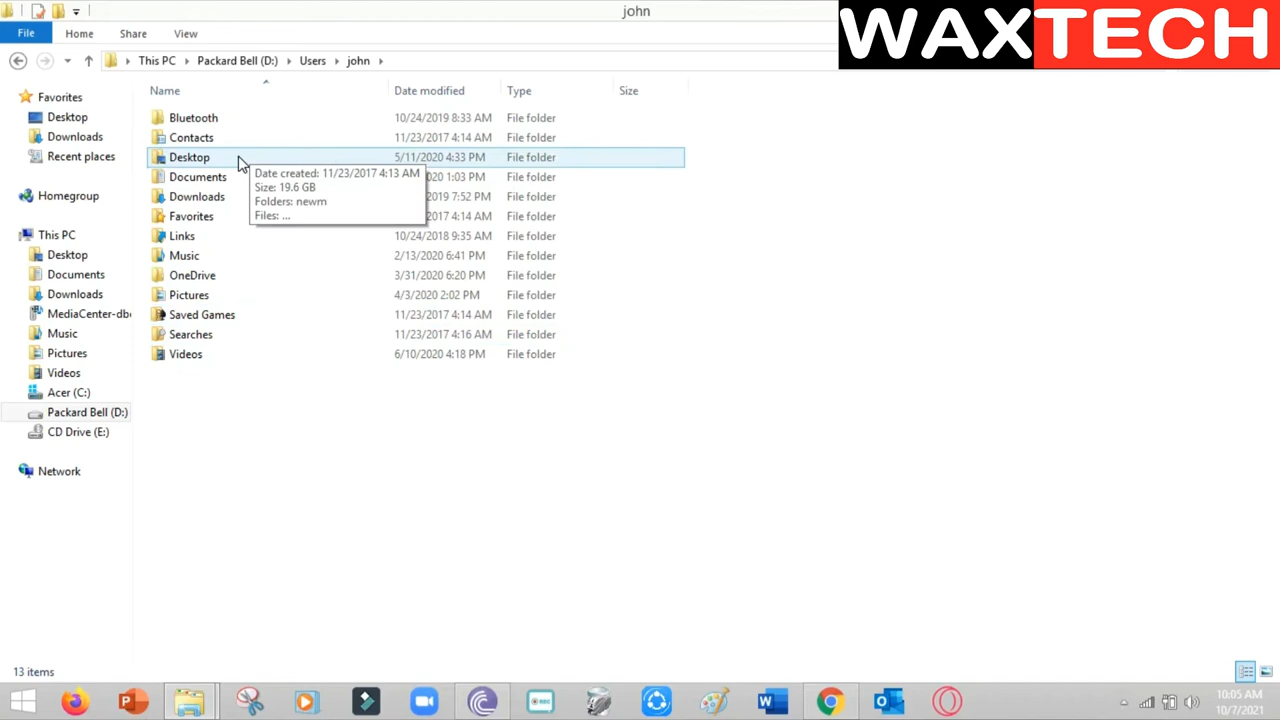 john
WAXTECH
File Home Share View
This PC Packard Bell (D:) Users john
Name Date modified Type Size
Favorites
Desktop
Downloads
Recent places
Homegroup
This PC
Desktop
Documents
Downloads
MediaCenter-db
Music
Pictures
Videos
Acer (C:)
Packard Bell (D:)
CD Drive (E:)
Network
Bluetooth 10/24/2019 8:33 AM File folder
Contacts 11/23/2017 4:14 AM File folder
Desktop 5/11/2020 4:33 PM File folder
Documents 020 1:03 PM File folder
Downloads 2019 7:52 PM File folder
Favorites 2017 4:14 AM File folder
Links 10/24/2018 9:35 AM File folder
Music 2/13/2020 6:41 PM File folder
OneDrive 3/31/2020 6:20 PM File folder
Pictures 4/3/2020 2:02 PM File folder
Saved Games 11/23/2017 4:14 AM File folder
Searches 11/23/2017 4:16 AM File folder
Videos 6/10/2020 4:18 PM File folder
Date created: 11/23/2017 4:13 AM
Size: 19.6 GB
Folders: newm
Files: ...
13 items
10:05 AM
10/7/2021